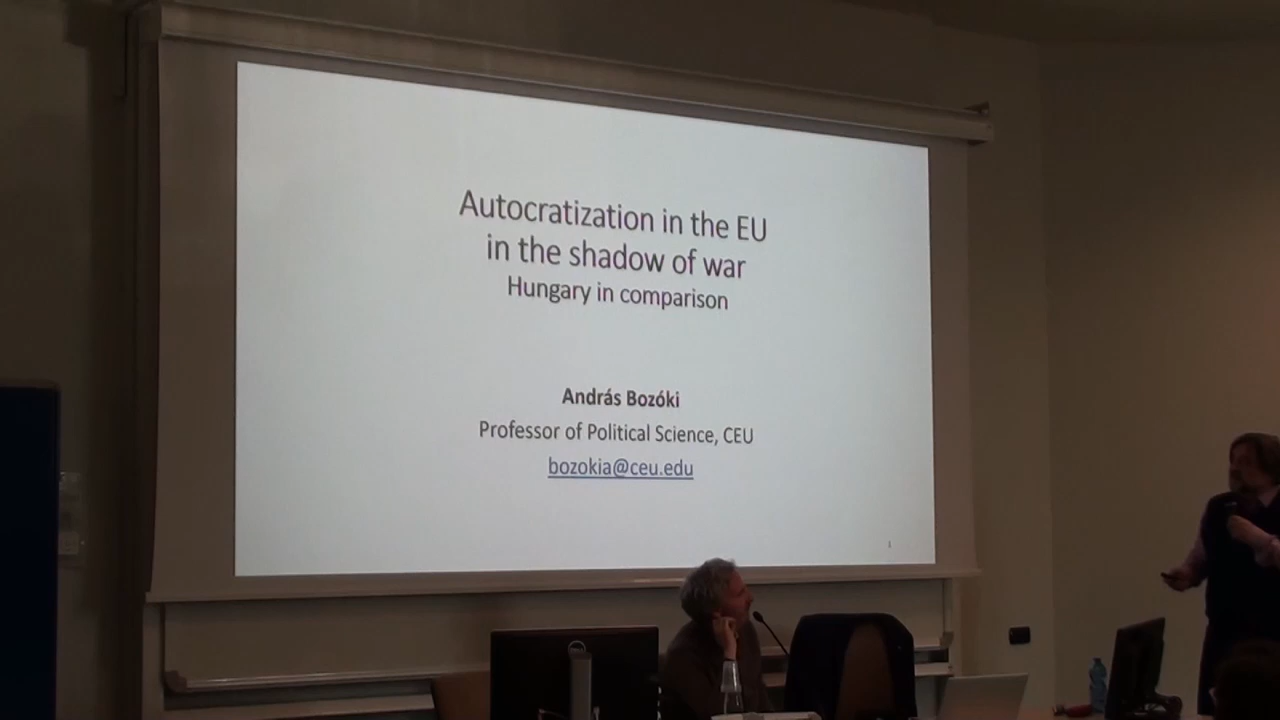 Autocratization in the EU
in the shadow of war
Hungary in comparison
András Bozóki
Professor of Political Science, CEU
bozokia@ceu.edu
1